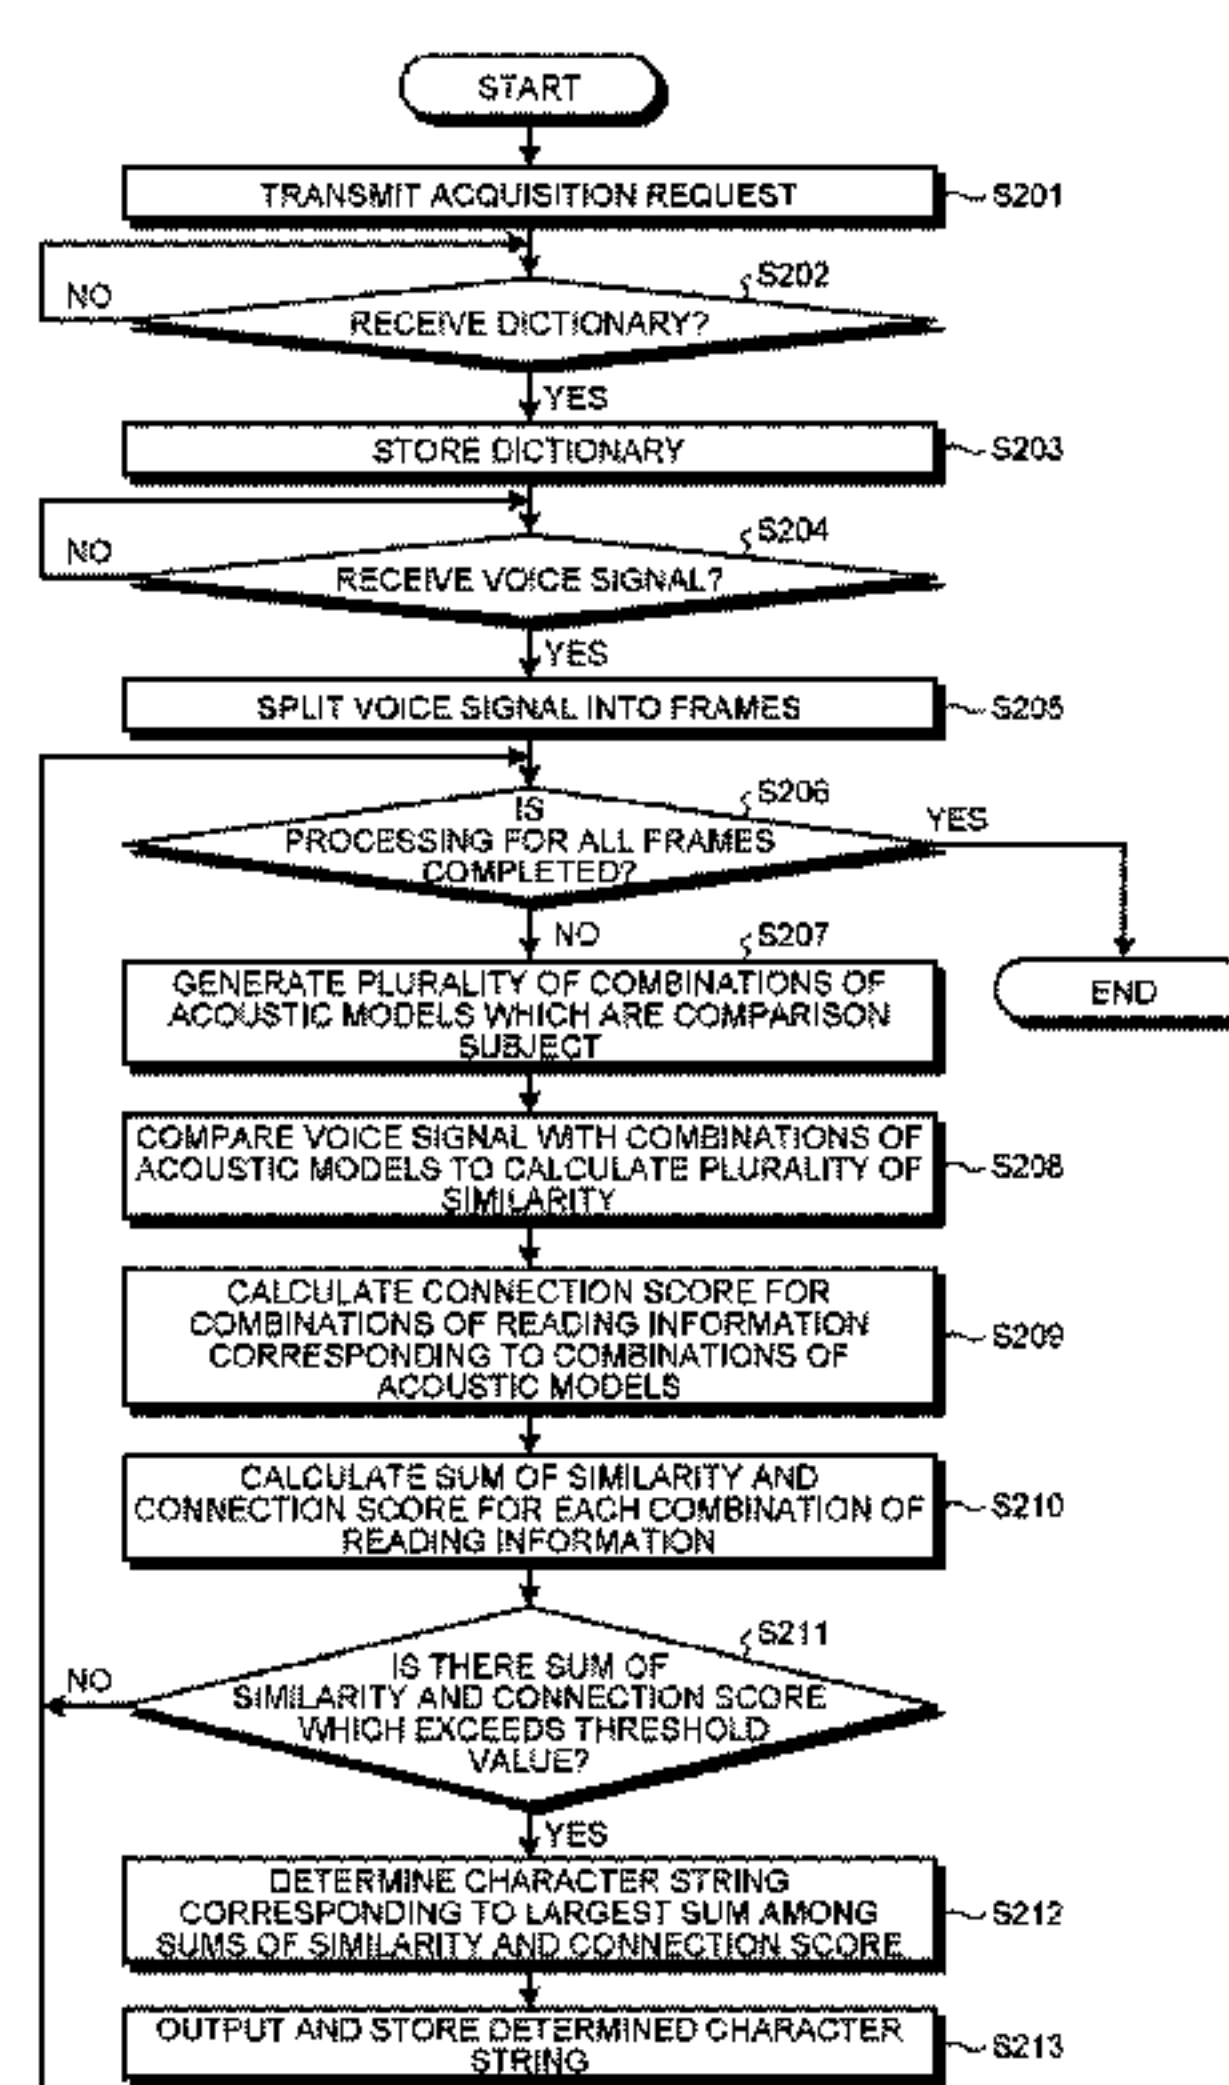 START
TRANSMIT ACQUISITION REQUEST
S201
NO
S202
RECEIVE DICTIONARY?
YES
STORE DICTIONARY
S203
NO
S204
RECEIVE VOICE SIGNAL?
YES
SPLIT VOICE SIGNAL INTO FRAMES
S205
S206
IS
PROCESSING FOR ALL FRAMES
COMPLETED?
YES
NO
S207
GENERATE PLURALITY OF COMBINATIONS OF
ACOUSTIC MODELS WHICH ARE COMPARISON
SUBJECT
END
COMPARE VOICE SIGNAL WITH COMBINATIONS OF
ACOUSTIC MODELS TO CALCULATE PLURALITY OF
SIMILARITY
S208
CALCULATE CONNECTION SCORE FOR
COMBINATIONS OF READING INFORMATION
CORRESPONDING TO COMBINATIONS OF
ACOUSTIC MODELS
S209
CALCULATE SUM OF SIMILARITY AND
CONNECTION SCORE FOR EACH COMBINATION OF
READING INFORMATION
S210
S211
NO
IS THERE SUM OF
SIMILARITY AND CONNECTION SCORE
WHICH EXCEEDS THRESHOLD
VALUE?
YES
DETERMINE CHARACTER STRING
CORRESPONDING TO LARGEST SUM AMONG
SUMS OF SIMILARITY AND CONNECTION SCORE
S212
OUTPUT AND STORE DETERMINED CHARACTER
STRING
S213